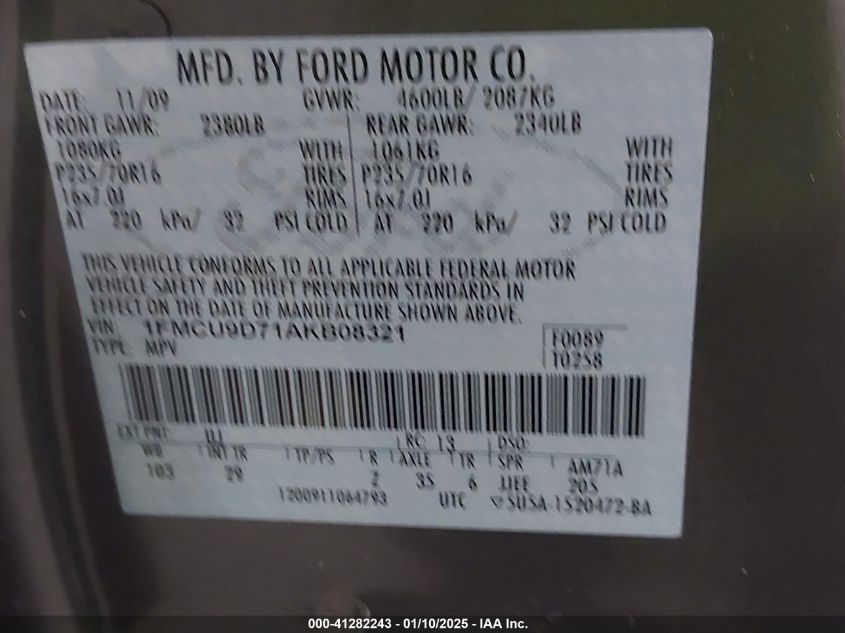 MFD. BY FORD MOTOR CO.
DATE: 11/09 GVWR: 4600LB/ 2087KG
FRONT GAWR: 2380LB REAR GAWR: 2340LB
1080KG WITH 1061KG WITH
P235/70R16 TIRES P235/70R16 TIRES
16x7.0J RIMS 16x7.0J RIMS
AT 220 kPa/ 32 PSI COLD AT 220 kPa/ 32 PSI COLD
THIS VEHICLE CONFORMS TO ALL APPLICABLE FEDERAL MOTOR
VEHICLE SAFETY AND THEFT PREVENTION STANDARDS IN
EFFECT ON THE DATE OF MANUFACTURE SHOWN ABOVE.
VIN: 1FMCU9D71AKB08321 F0089
TYPE: MPV T0258
EXT PNT: UJ RC: 13 DSO:
WB INT TR TP/PS R AXLE TR SPR AM71A
103 29 2 35 6 JJEE 205
1200911064793 UTC SU5A-1520472-BA
000-41282243 - 01/10/2025 - IAA Inc.